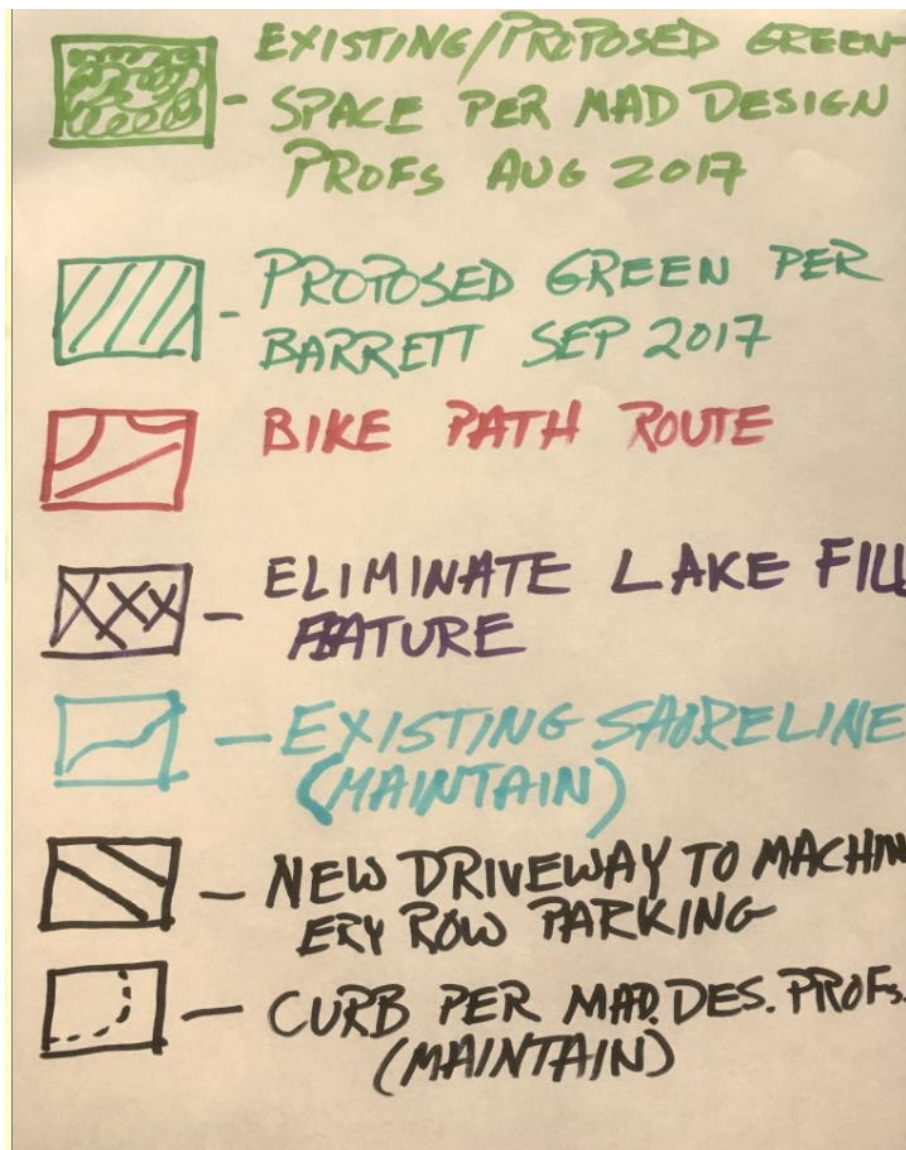 EXISTING/PROPOSED GREEN-
- SPACE PER MAD DESIGN
PROFS AUG 2017
- PROPOSED GREEN PER
BARRETT SEP 2017
BIKE PATH ROUTE
- ELIMINATE LAKE FILL
FEATURE
- EXISTING SHORELINE
(MAINTAIN)
- NEW DRIVEWAY TO MACHIN
ERY ROW PARKING
- CURB PER MAD. DES. PROFS.
(MAINTAIN)